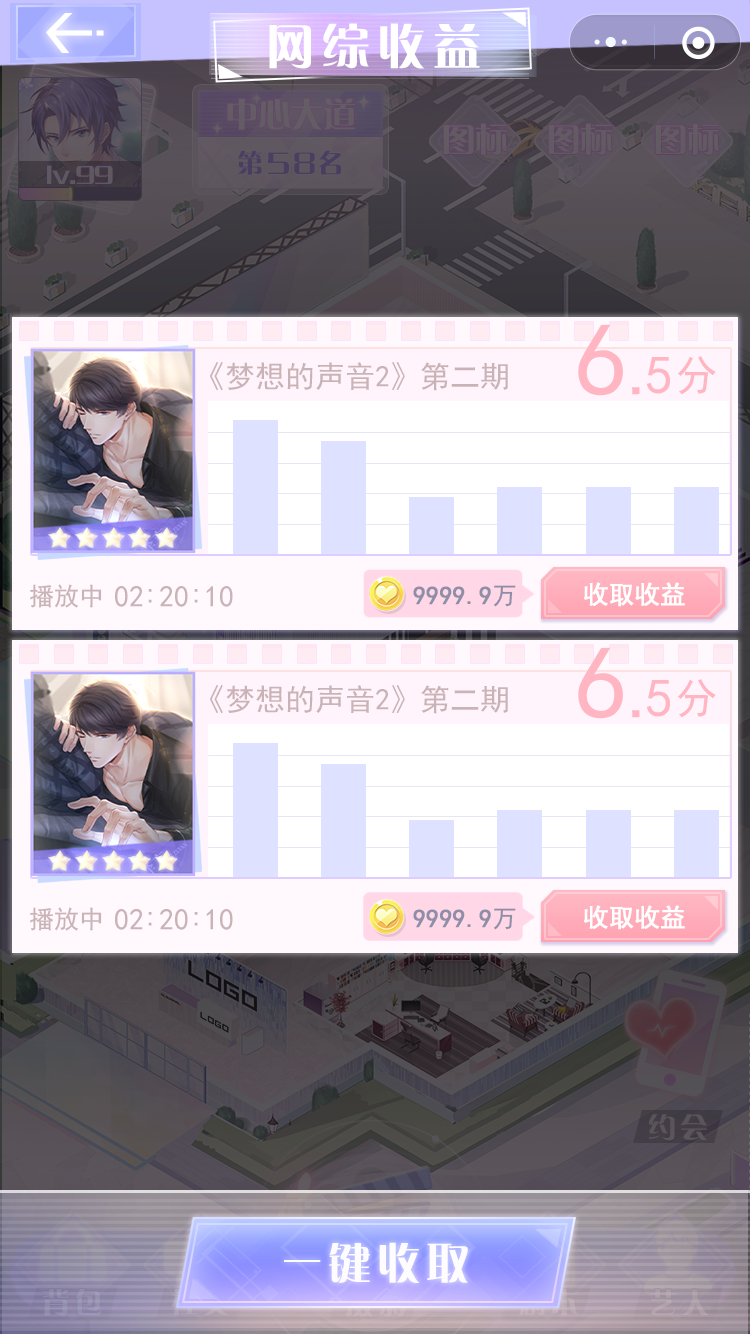 网综收益
中心大道
第58名
图标 图标 图标
lv.99
《梦想的声音2》第二期
6.5分
播放中 02:20:10
9999.9万
收取收益
《梦想的声音2》第二期
6.5分
播放中 02:20:10
9999.9万
收取收益
LOGO
LOGO
约会
一键收取
背包
艺人